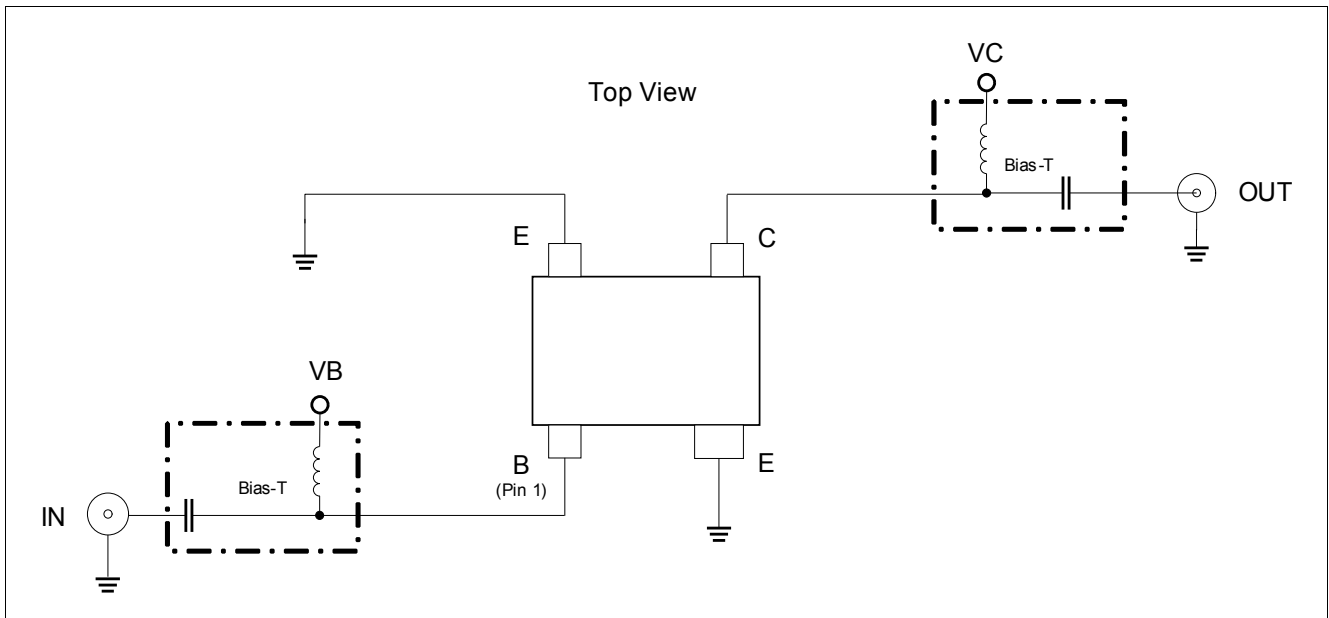 VC
Top View
Bias-T
OUT
E
C
VB
B
(Pin 1)
E
Bias-T
IN